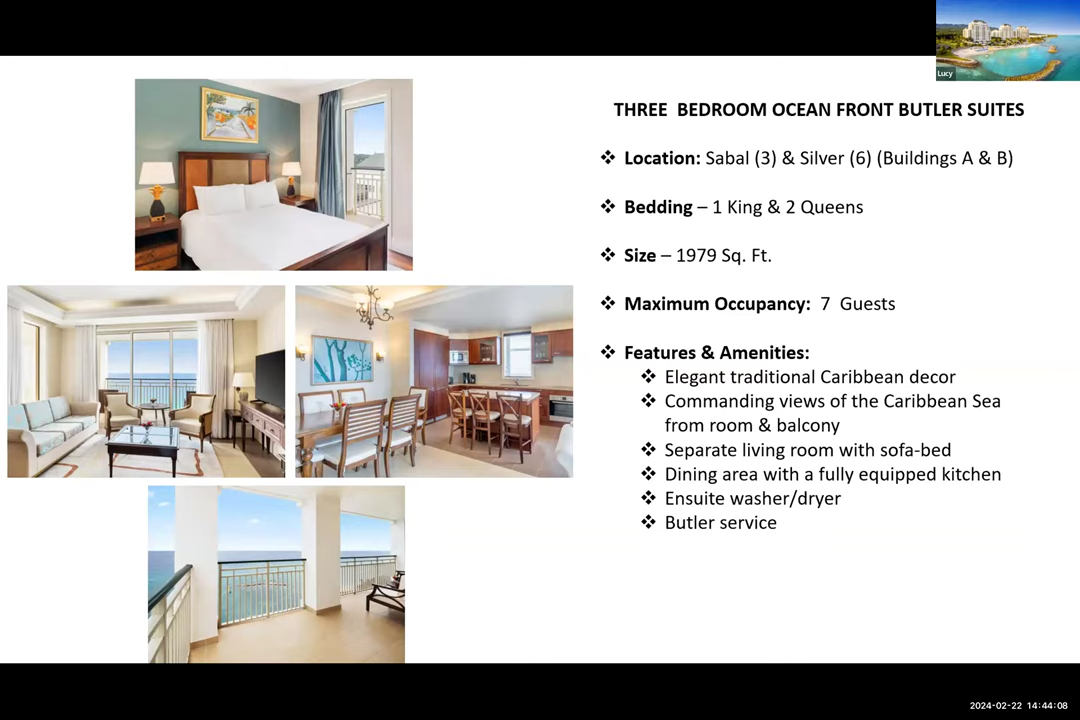 Lucy
THREE BEDROOM OCEAN FRONT BUTLER SUITES
❖ Location: Sabal (3) & Silver (6) (Buildings A & B)
❖ Bedding – 1 King & 2 Queens
❖ Size – 1979 Sq. Ft.
❖ Maximum Occupancy: 7 Guests
❖ Features & Amenities:
❖ Elegant traditional Caribbean decor
❖ Commanding views of the Caribbean Sea
from room & balcony
❖ Separate living room with sofa-bed
❖ Dining area with a fully equipped kitchen
❖ Ensuite washer/dryer
❖ Butler service
2024-02-22 14:44:08